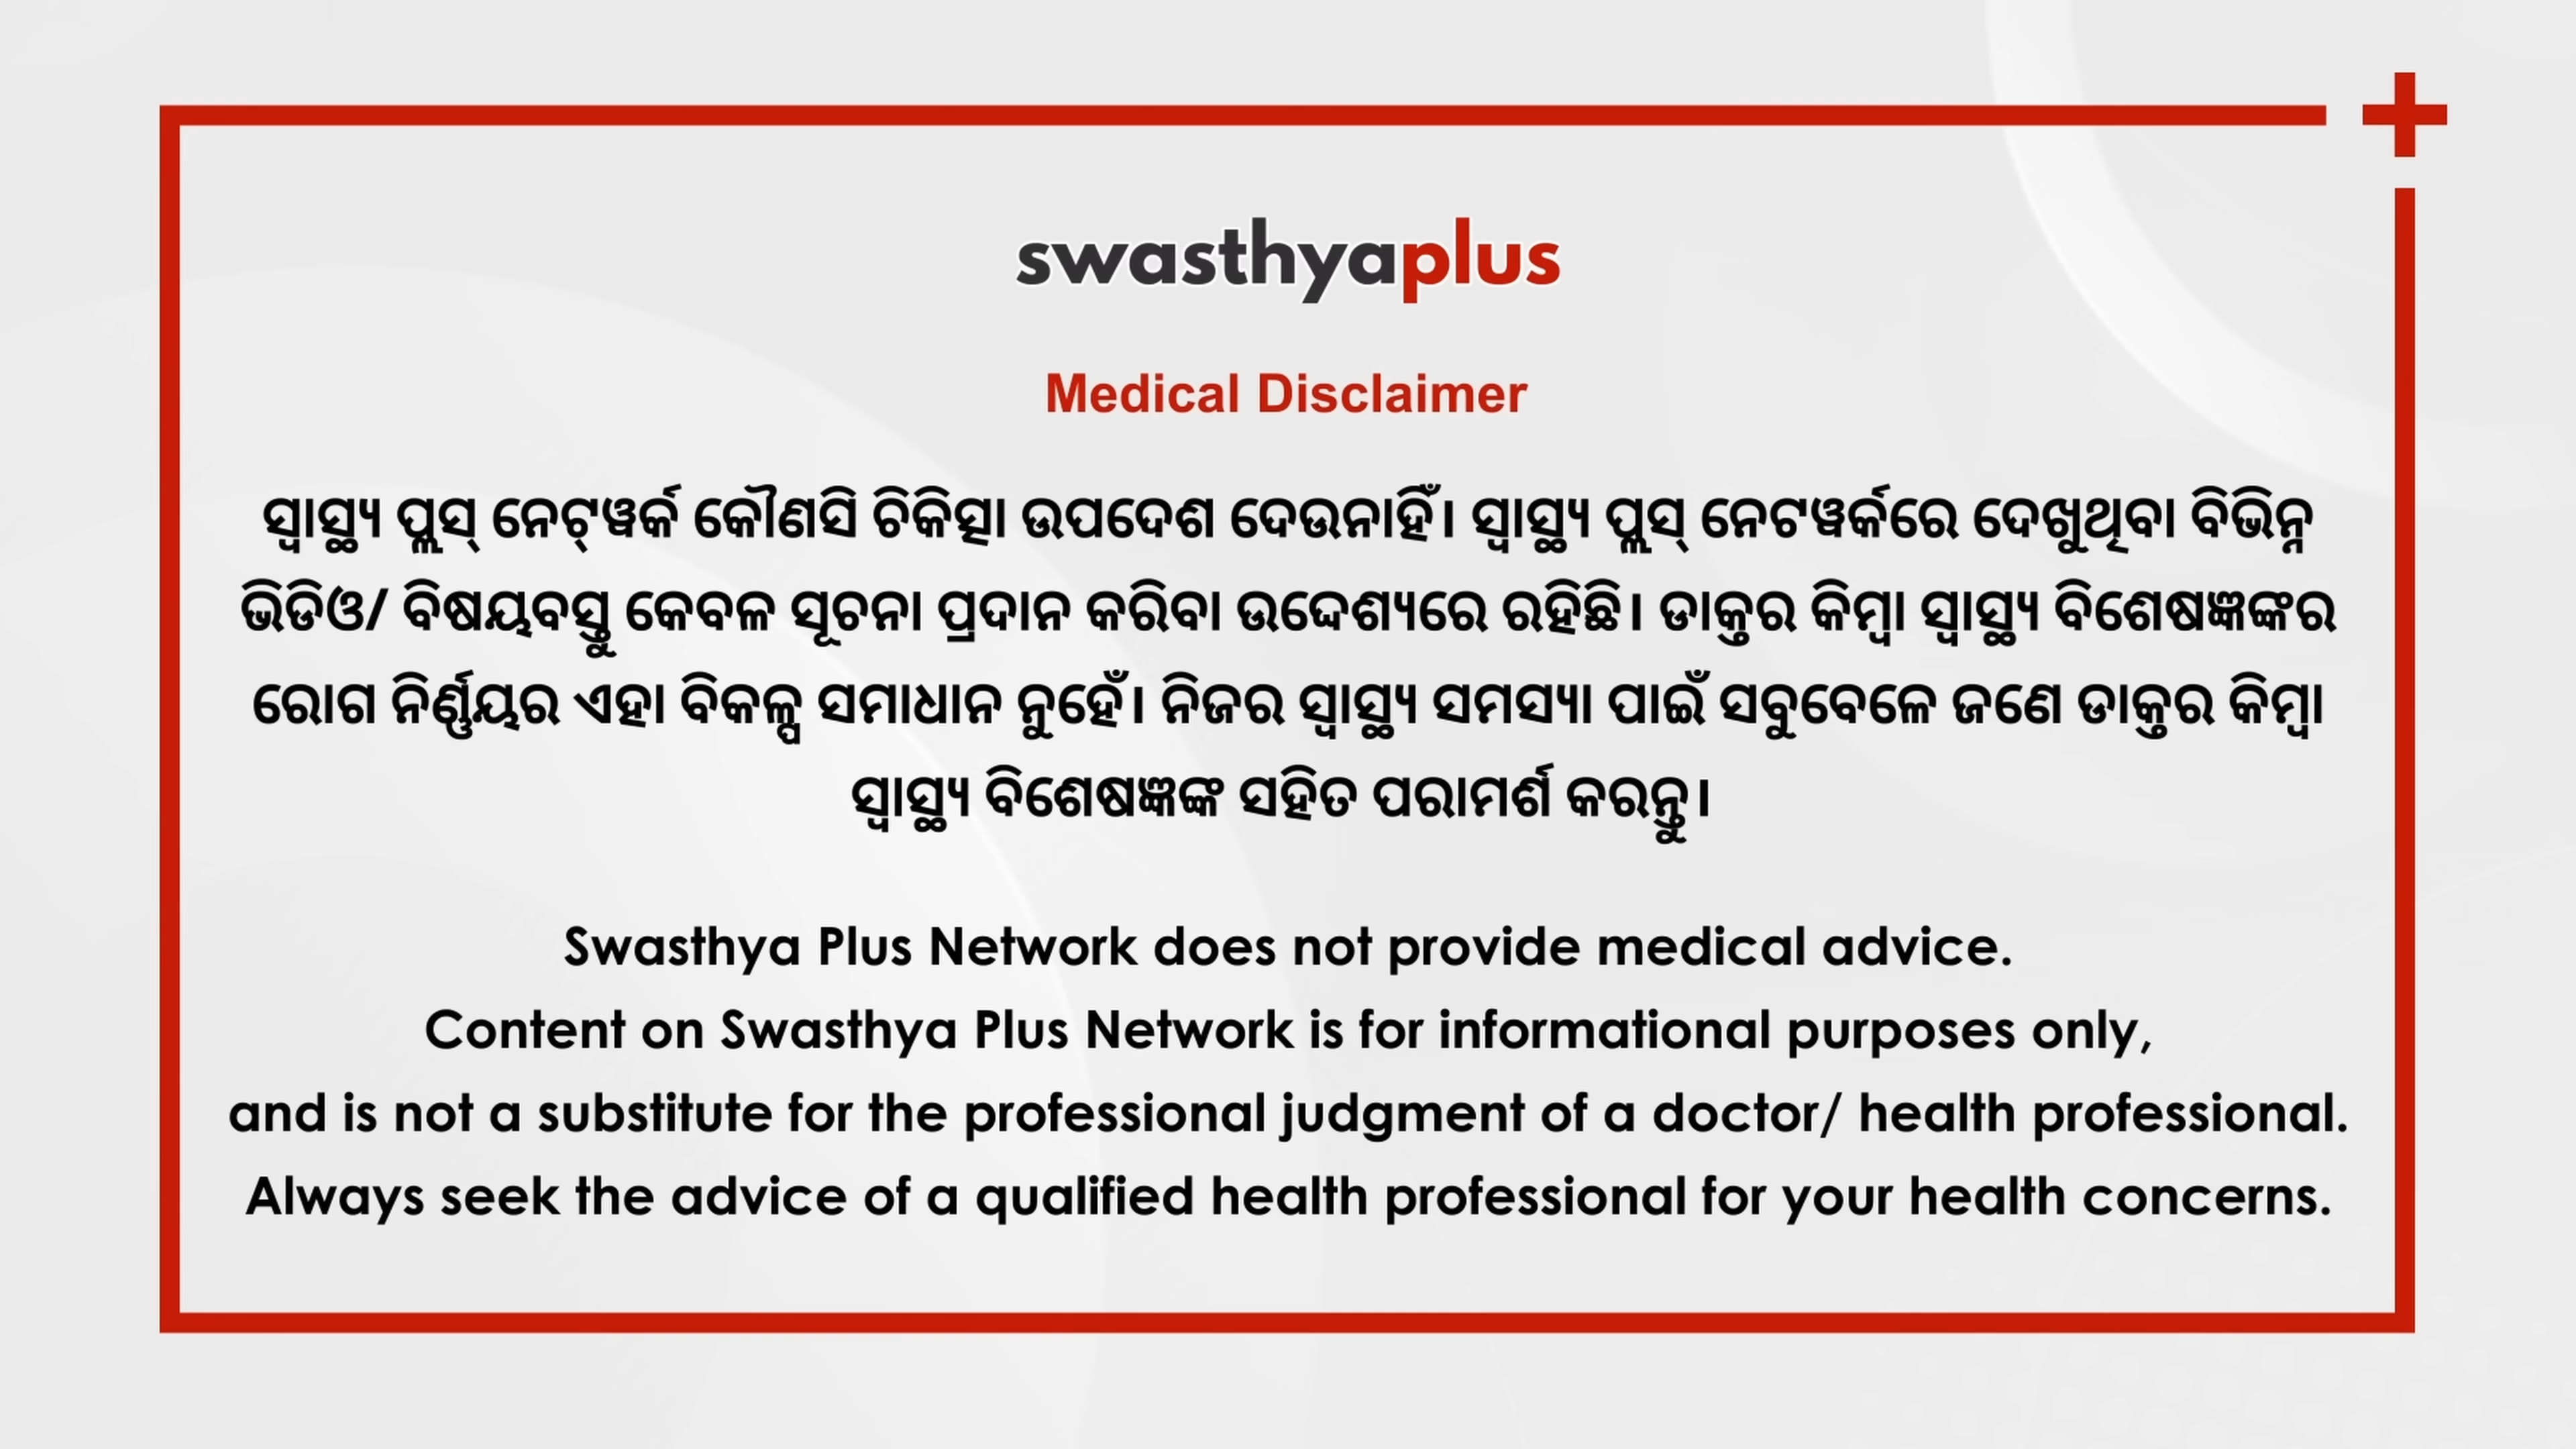 swasthyaplus
Medical Disclaimer
ସ୍ୱାସ୍ଥ୍ୟ ପ୍ଲସ୍ ନେଟ୍‌ୱର୍କ କୌଣସି ଚିକିତ୍ସା ଉପଦେଶ ଦେଉନାହିଁ। ସ୍ୱାସ୍ଥ୍ୟ ପ୍ଲସ୍ ନେଟୱର୍କରେ ଦେଖୁଥିବା ବିଭିନ୍ନ
ଭିଡିଓ/ ବିଷୟବସ୍ତୁ କେବଳ ସୂଚନା ପ୍ରଦାନ କରିବା ଉଦ୍ଦେଶ୍ୟରେ ରହିଛି। ଡାକ୍ତର କିମ୍ବା ସ୍ୱାସ୍ଥ୍ୟ ବିଶେଷଜ୍ଞଙ୍କର
ରୋଗ ନିର୍ଣ୍ଣୟର ଏହା ବିକଳ୍ପ ସମାଧାନ ନୁହେଁ। ନିଜର ସ୍ୱାସ୍ଥ୍ୟ ସମସ୍ୟା ପାଇଁ ସବୁବେଳେ ଜଣେ ଡାକ୍ତର କିମ୍ବା
ସ୍ୱାସ୍ଥ୍ୟ ବିଶେଷଜ୍ଞଙ୍କ ସହିତ ପରାମର୍ଶ କରନ୍ତୁ।
Swasthya Plus Network does not provide medical advice.
Content on Swasthya Plus Network is for informational purposes only,
and is not a substitute for the professional judgment of a doctor/ health professional.
Always seek the advice of a qualified health professional for your health concerns.